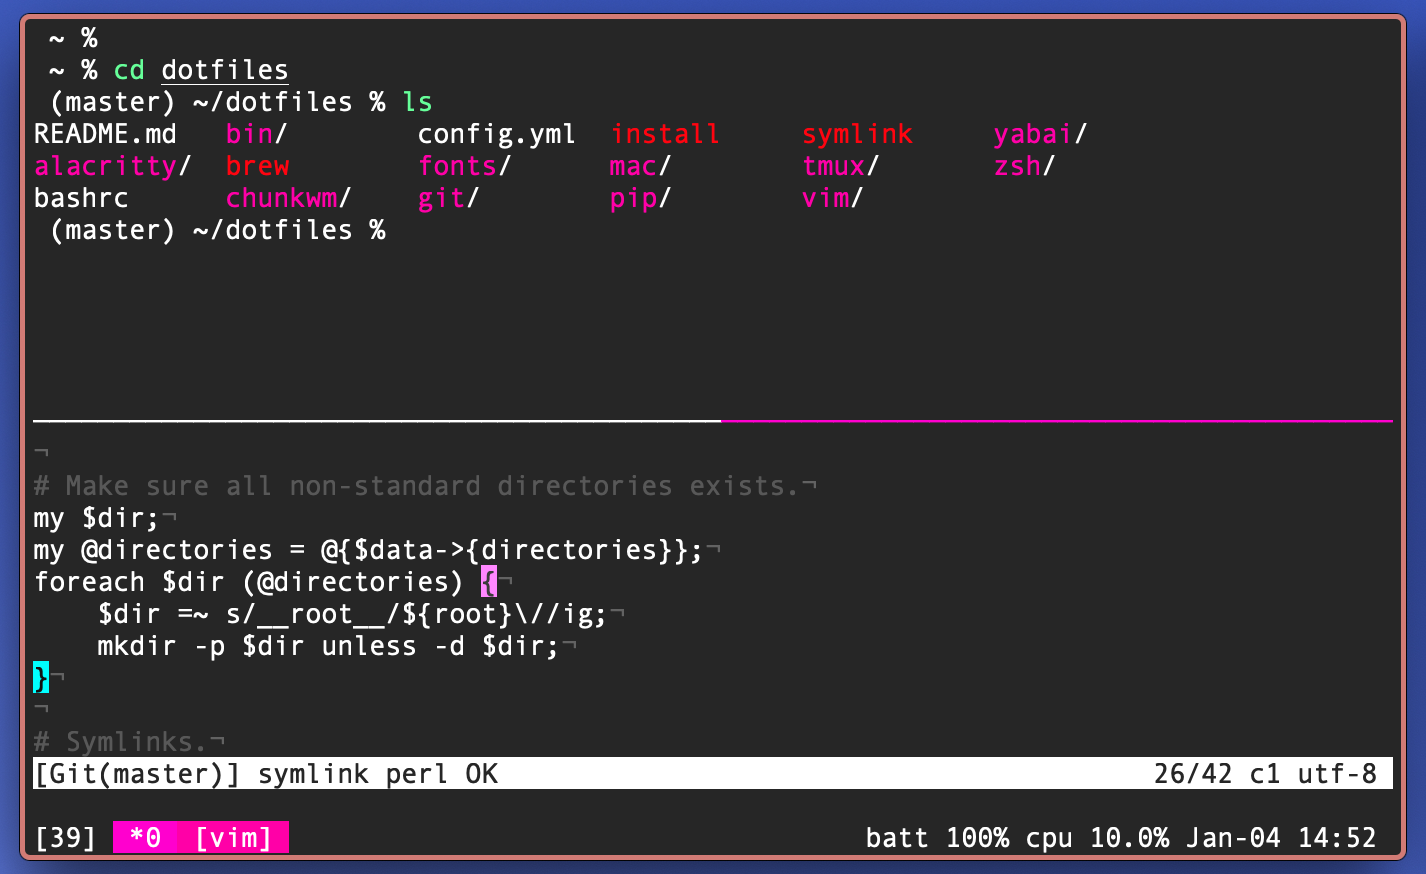 ~ %
~ % cd dotfiles
(master) ~/dotfiles % ls
README.md bin/ config.yml install symlink yabai/
alacritty/ brew fonts/ mac/ tmux/ zsh/
bashrc chunkwm/ git/ pip/ vim/
(master) ~/dotfiles %
¬
# Make sure all non-standard directories exists.¬
my $dir;¬
my @directories = @{$data->{directories}};¬
foreach $dir (@directories) {¬
    $dir =~ s/__root__/${root}\//ig;¬
    mkdir -p $dir unless -d $dir;¬
}¬
¬
# Symlinks.¬
[Git(master)] symlink perl OK 26/42 c1 utf-8
[39] *0 [vim] batt 100% cpu 10.0% Jan-04 14:52